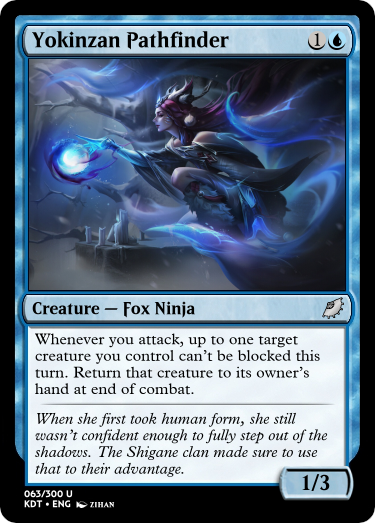 Yokinzan Pathfinder 1
Creature — Fox Ninja
Whenever you attack, up to one target
creature you control can't be blocked this
turn. Return that creature to its owner's
hand at end of combat.
When she first took human form, she still
wasn't confident enough to fully step out of the
shadows. The Shigane clan made sure to use
that to their advantage.
1/3
063/300 U
KDT • ENG ZIHAN